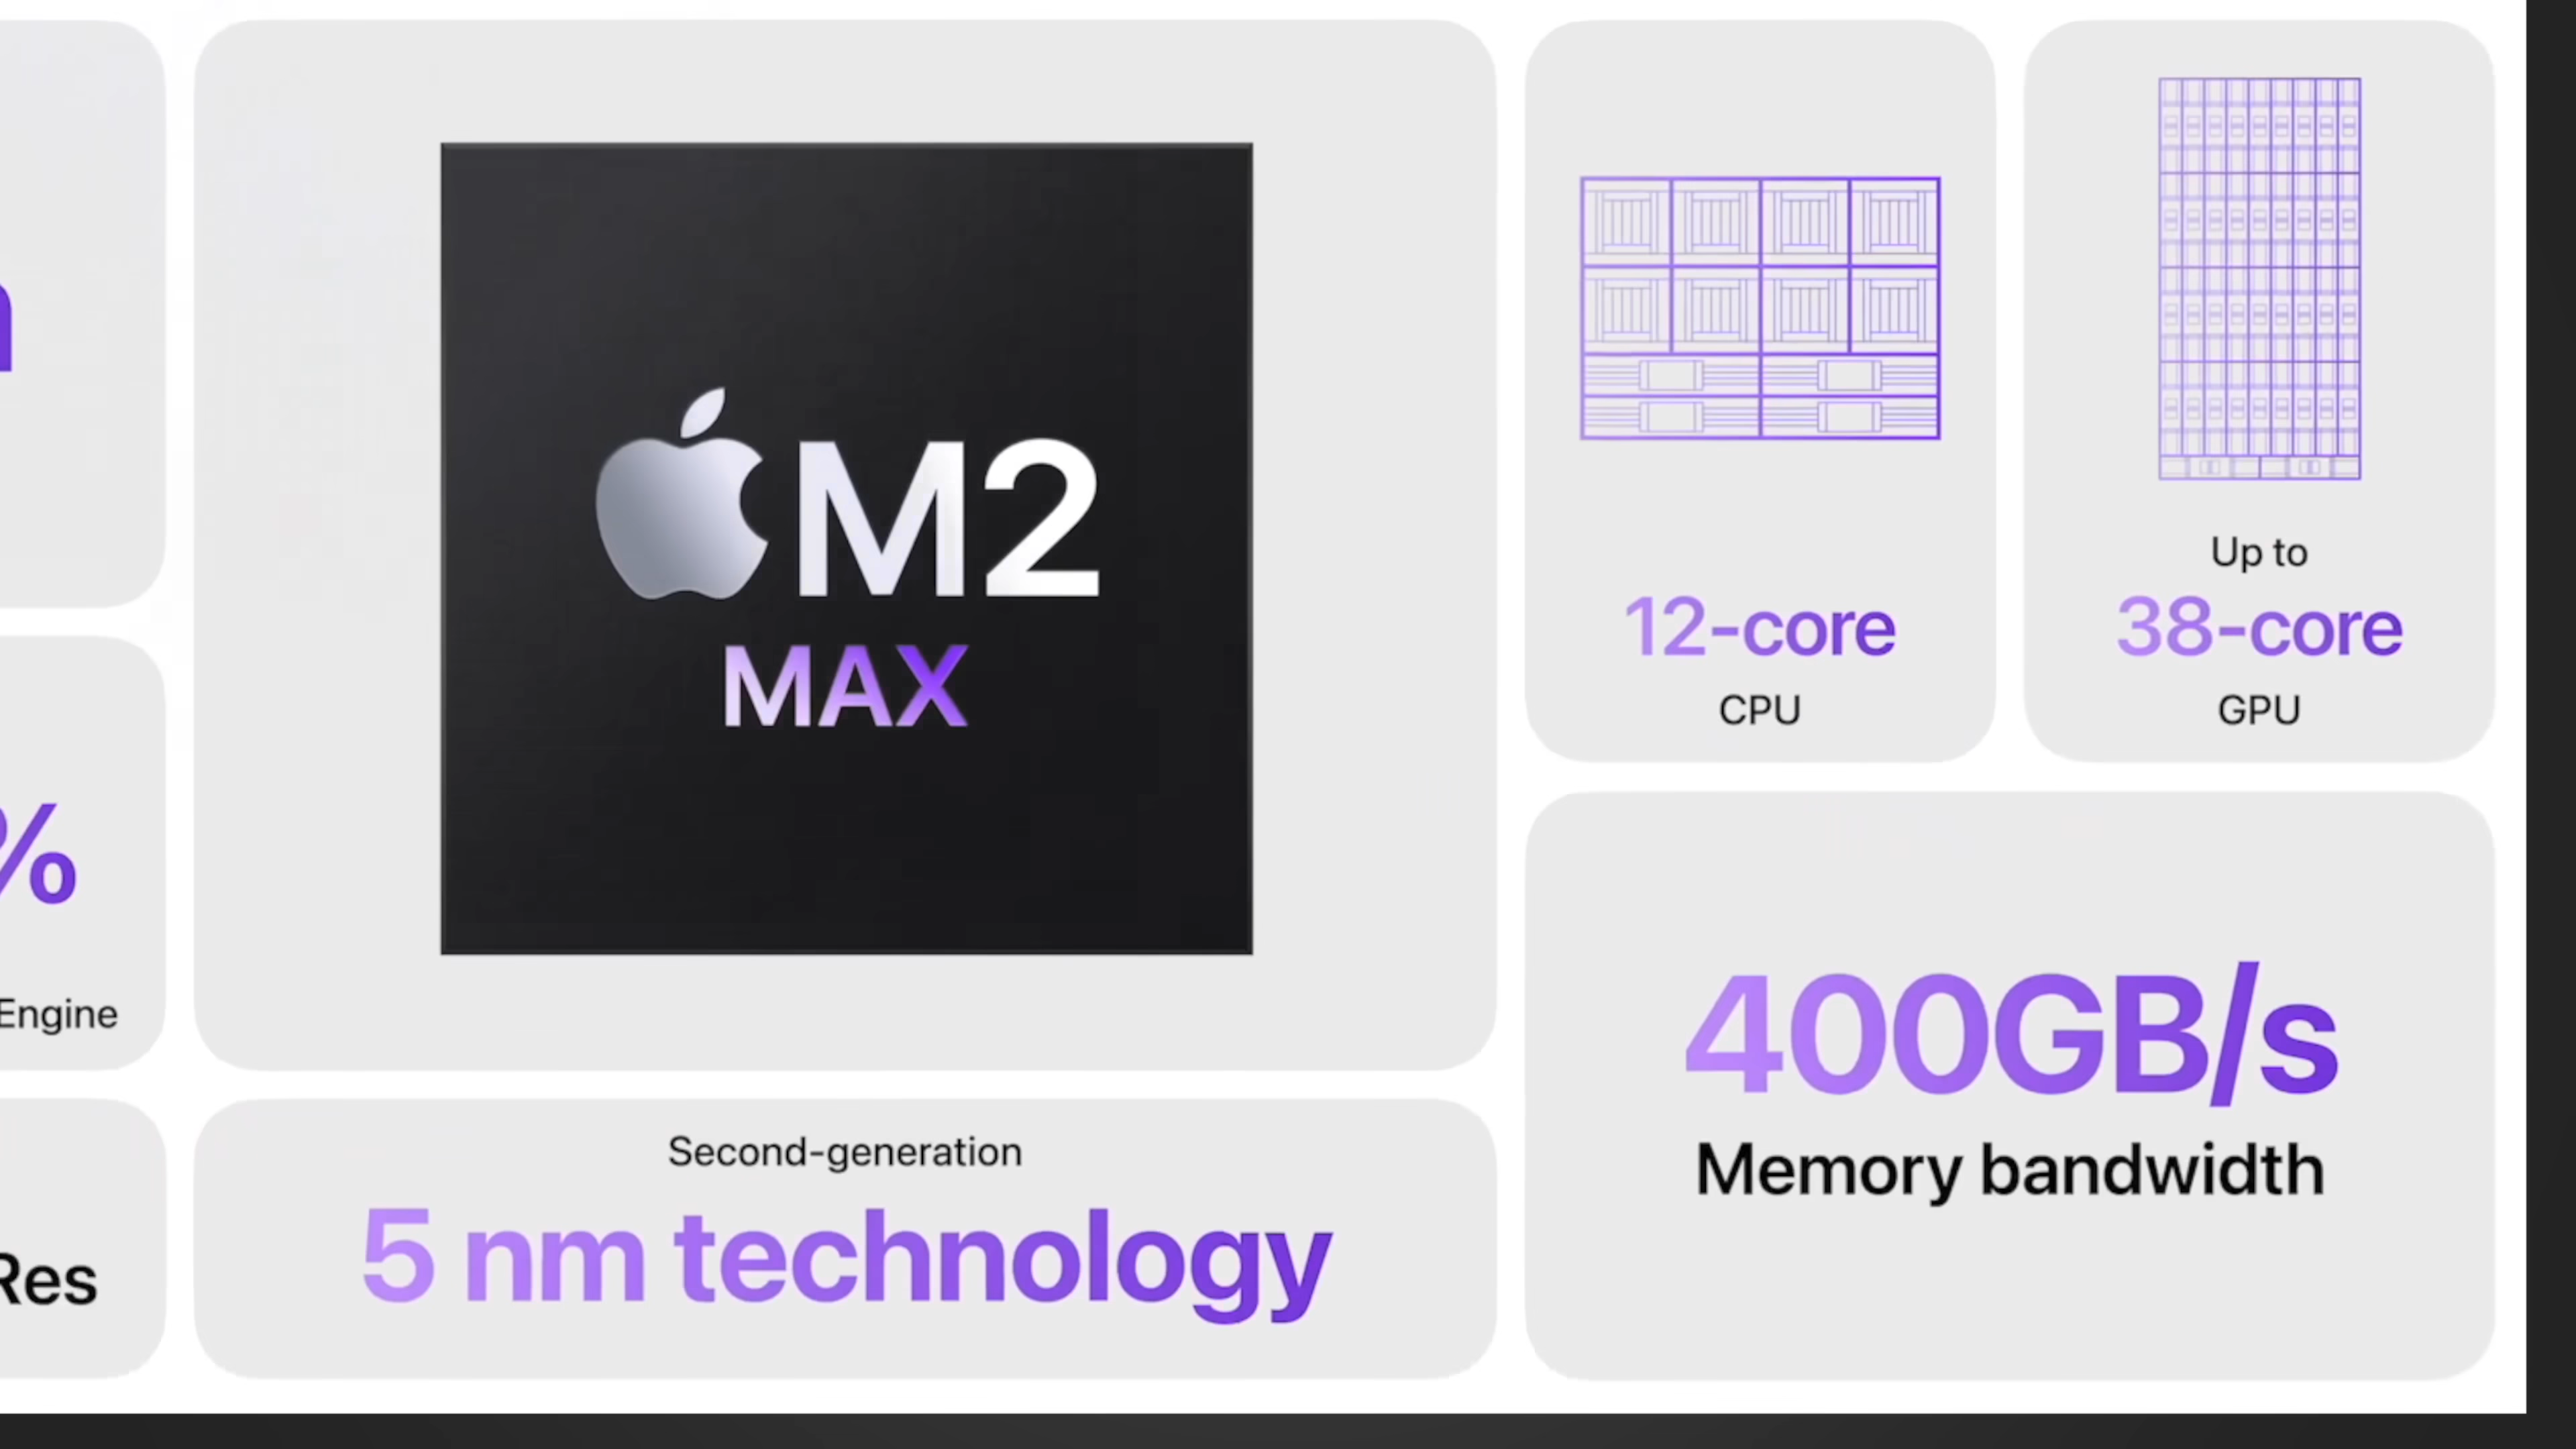 %
Engine
Res
M2
MAX
Second-generation
5 nm technology
12-core
CPU
Up to
38-core
GPU
400GB/s
Memory bandwidth